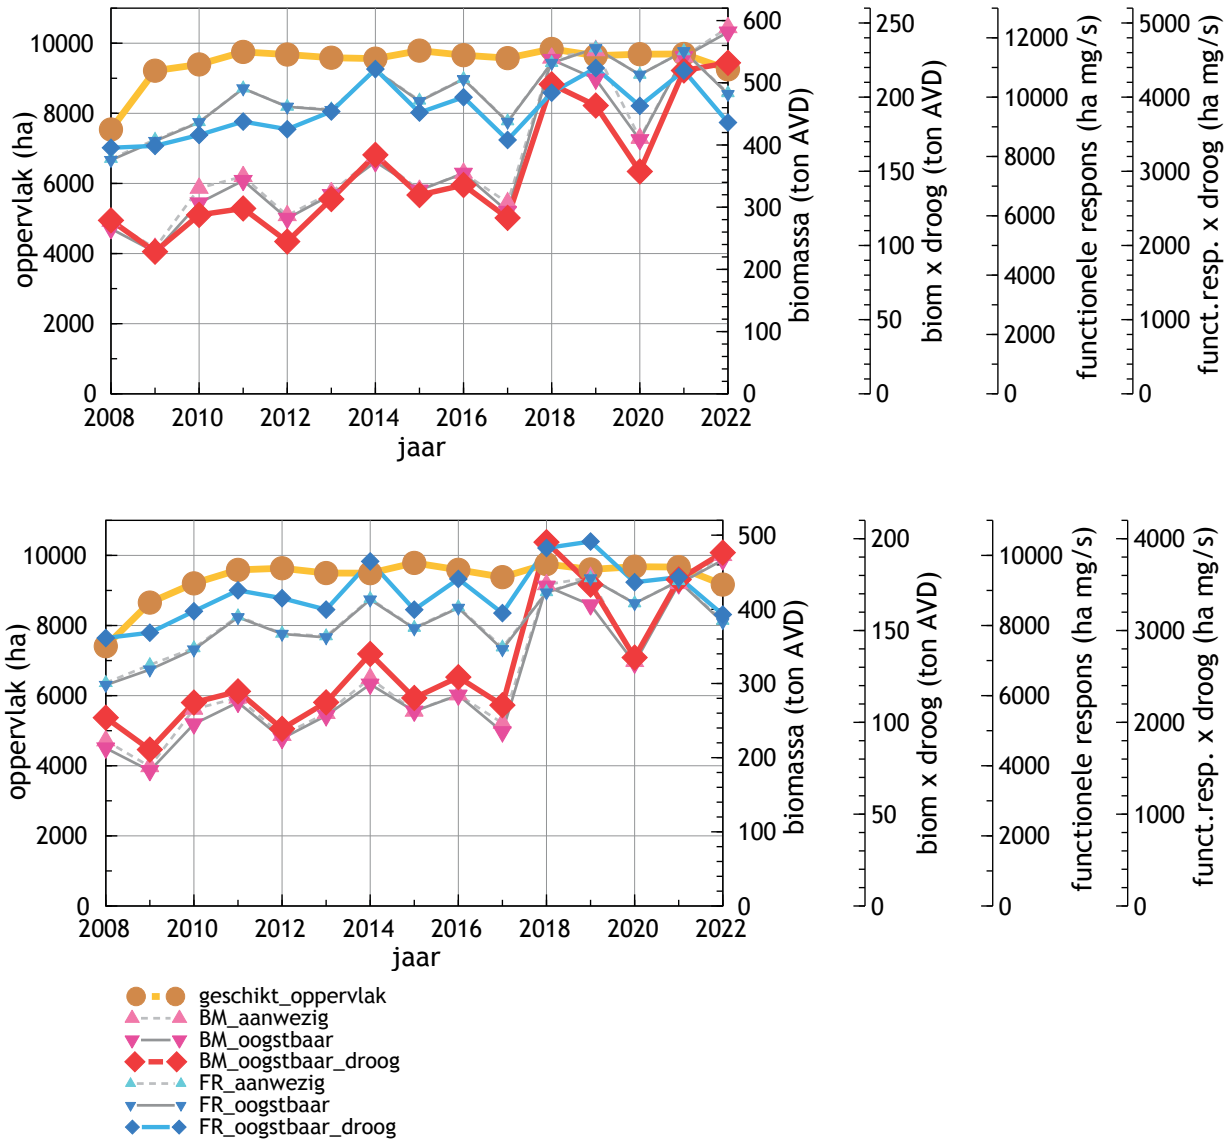 10000
8000
6000
4000
2000
0
oppervlak (ha)
2008 2010 2012 2014 2016 2018 2020 2022
jaar
600
500
400
300
200
100
0
biomassa (ton AVD)
250
200
150
100
50
0
biom x droog (ton AVD)
12000
10000
8000
6000
4000
2000
0
functionele respons (ha mg/s)
5000
4000
3000
2000
1000
0
funct.resp. x droog (ha mg/s)
10000
8000
6000
4000
2000
0
oppervlak (ha)
2008 2010 2012 2014 2016 2018 2020 2022
jaar
500
400
300
200
100
0
biomassa (ton AVD)
200
150
100
50
0
biom x droog (ton AVD)
10000
8000
6000
4000
2000
0
functionele respons (ha mg/s)
4000
3000
2000
1000
0
funct.resp. x droog (ha mg/s)
geschikt_oppervlak
BM_aanwezig
BM_oogstbaar
BM_oogstbaar_droog
FR_aanwezig
FR_oogstbaar
FR_oogstbaar_droog